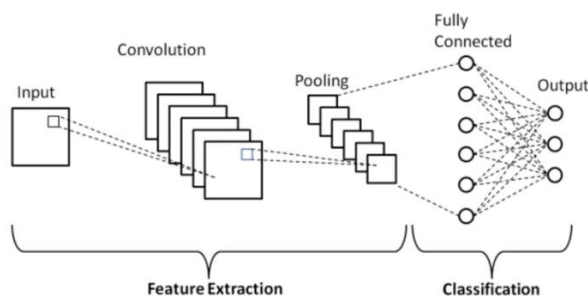 Input
Convolution
Pooling
Fully
Connected
Output
Feature Extraction
Classification